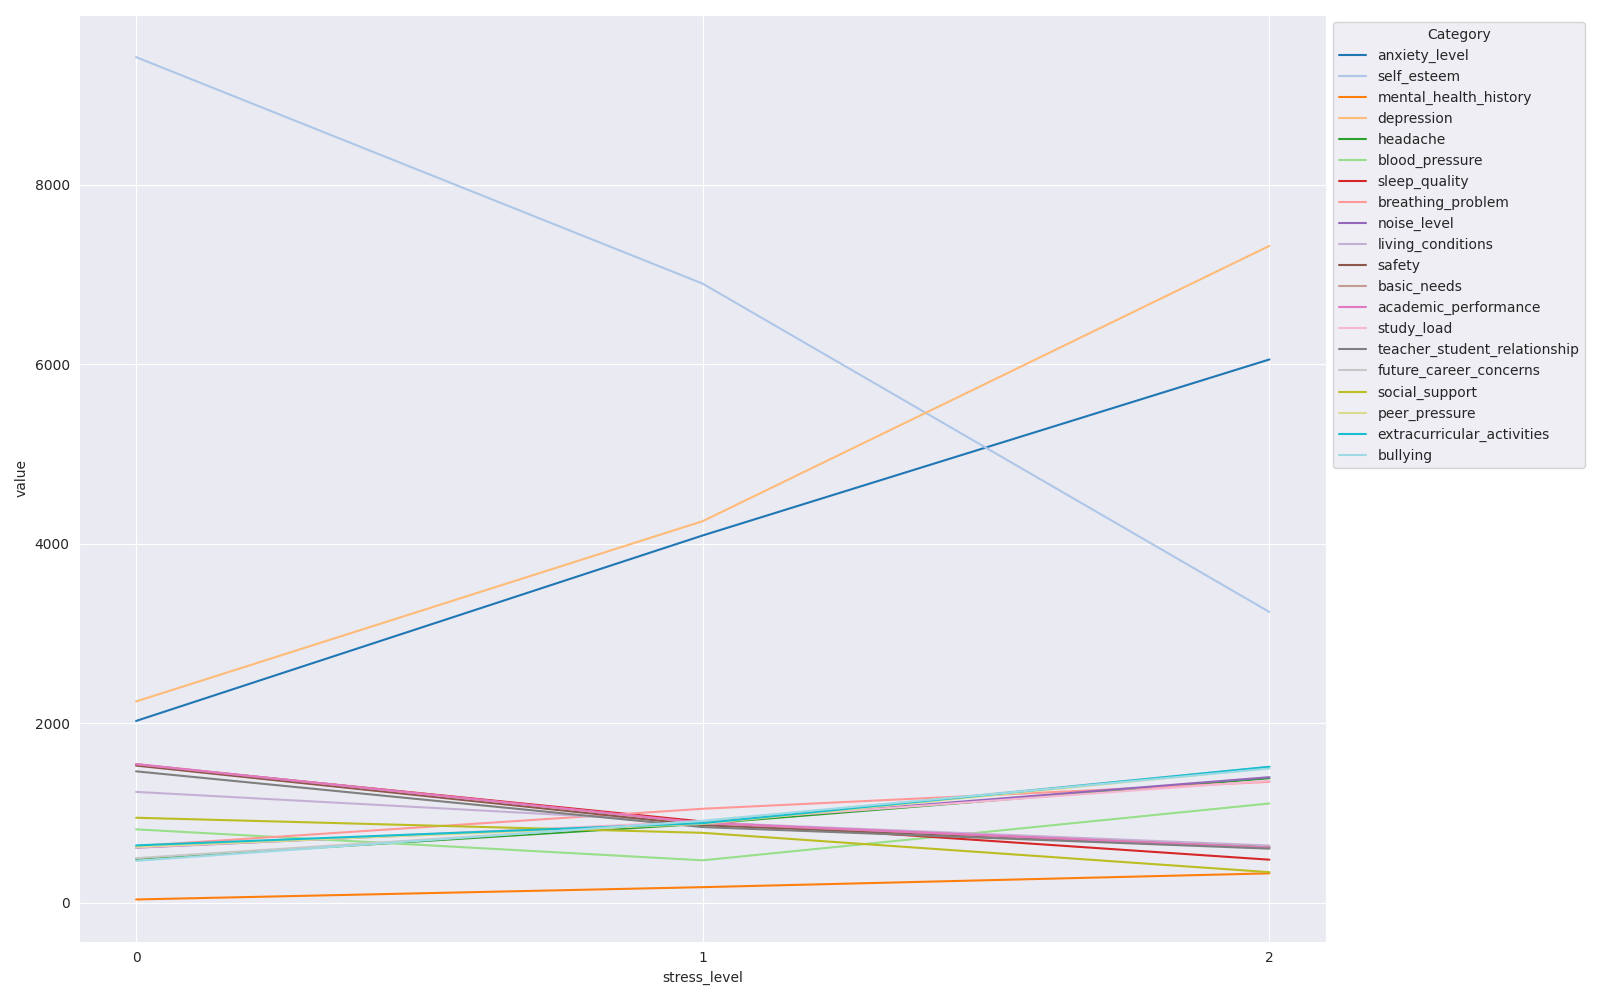 Category
anxiety_level
self_esteem
mental_health_history
depression
headache
blood_pressure
sleep_quality
breathing_problem
noise_level
living_conditions
safety
basic_needs
academic_performance
study_load
teacher_student_relationship
future_career_concerns
social_support
peer_pressure
extracurricular_activities
bullying
8000
6000
4000
2000
0
value
0 1 2
stress_level